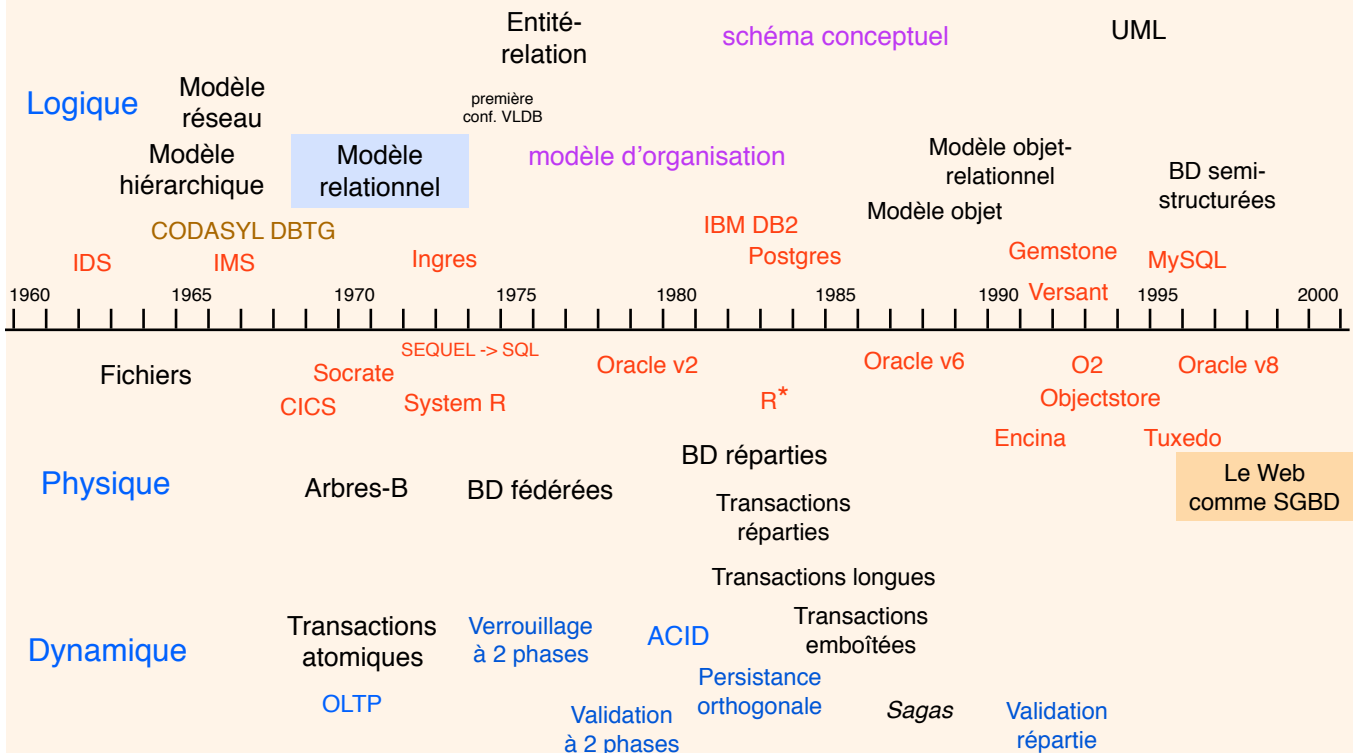 Entité-
relation
schéma conceptuel
UML
Logique
Modèle
réseau
première
conf. VLDB
Modèle
hiérarchique
Modèle
relationnel
modèle d'organisation
Modèle objet-
relationnel
BD semi-
structurées
Modèle objet
CODASYL DBTG
IBM DB2
IDS
IMS
Ingres
Postgres
Gemstone
MySQL
Versant
1960 1965 1970 1975 1980 1985 1990 1995 2000
SEQUEL -> SQL
Fichiers
Socrate
Oracle v2
Oracle v6
O2
Oracle v8
CICS
System R
R*
Objectstore
Encina
Tuxedo
Physique
Arbres-B
BD fédérées
BD réparties
Le Web
comme SGBD
Transactions
réparties
Transactions longues
Dynamique
Transactions
atomiques
Verrouillage
à 2 phases
ACID
Transactions
emboîtées
OLTP
Persistance
orthogonale
Validation
à 2 phases
Sagas
Validation
répartie